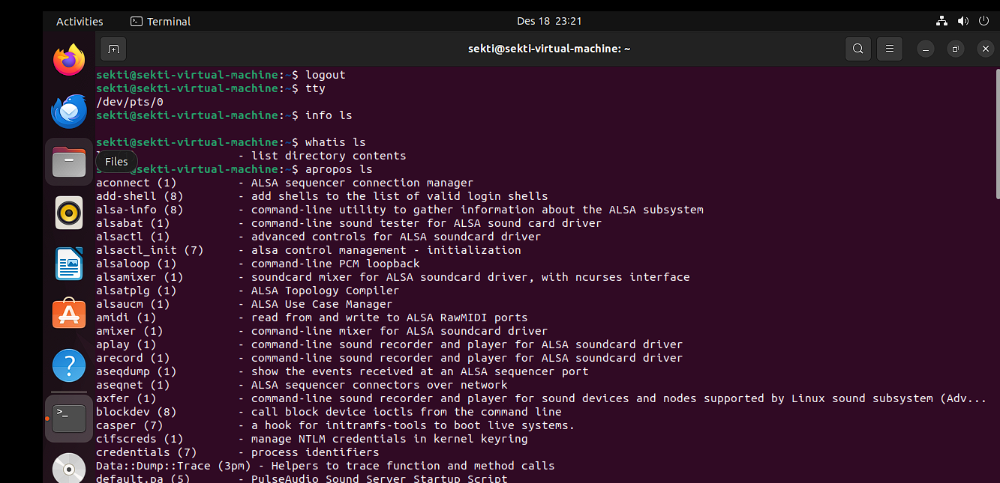 Activities Terminal Des 18 23:21
sekti@sekti-virtual-machine: ~
sekti@sekti-virtual-machine:~$ logout
sekti@sekti-virtual-machine:~$ tty
/dev/pts/0
sekti@sekti-virtual-machine:~$ info ls
sekti@sekti-virtual-machine:~$ whatis ls
- list directory contents
Files
sekti@sekti-virtual-machine:~$ apropos ls
aconnect (1) - ALSA sequencer connection manager
add-shell (8) - add shells to the list of valid login shells
alsa-info (8) - command-line utility to gather information about the ALSA subsystem
alsabat (1) - command-line sound tester for ALSA sound card driver
alsactl (1) - advanced controls for ALSA soundcard driver
alsactl_init (7) - alsa control management - initialization
alsaloop (1) - command-line PCM loopback
alsamixer (1) - soundcard mixer for ALSA soundcard driver, with ncurses interface
alsatplg (1) - ALSA Topology Compiler
alsaucm (1) - ALSA Use Case Manager
amidi (1) - read from and write to ALSA RawMIDI ports
amixer (1) - command-line mixer for ALSA soundcard driver
aplay (1) - command-line sound recorder and player for ALSA soundcard driver
arecord (1) - command-line sound recorder and player for ALSA soundcard driver
aseqdump (1) - show the events received at an ALSA sequencer port
aseqnet (1) - ALSA sequencer connectors over network
axfer (1) - command-line sound recorder and player for sound devices and nodes supported by Linux sound subsystem (Adv...
blockdev (8) - call block device ioctls from the command line
casper (7) - a hook for initramfs-tools to boot live systems.
cifscreds (1) - manage NTLM credentials in kernel keyring
credentials (7) - process identifiers
Data::Dump::Trace (3pm) - Helpers to trace function and method calls
default.pa (5) - PulseAudio Sound Server Startup Script